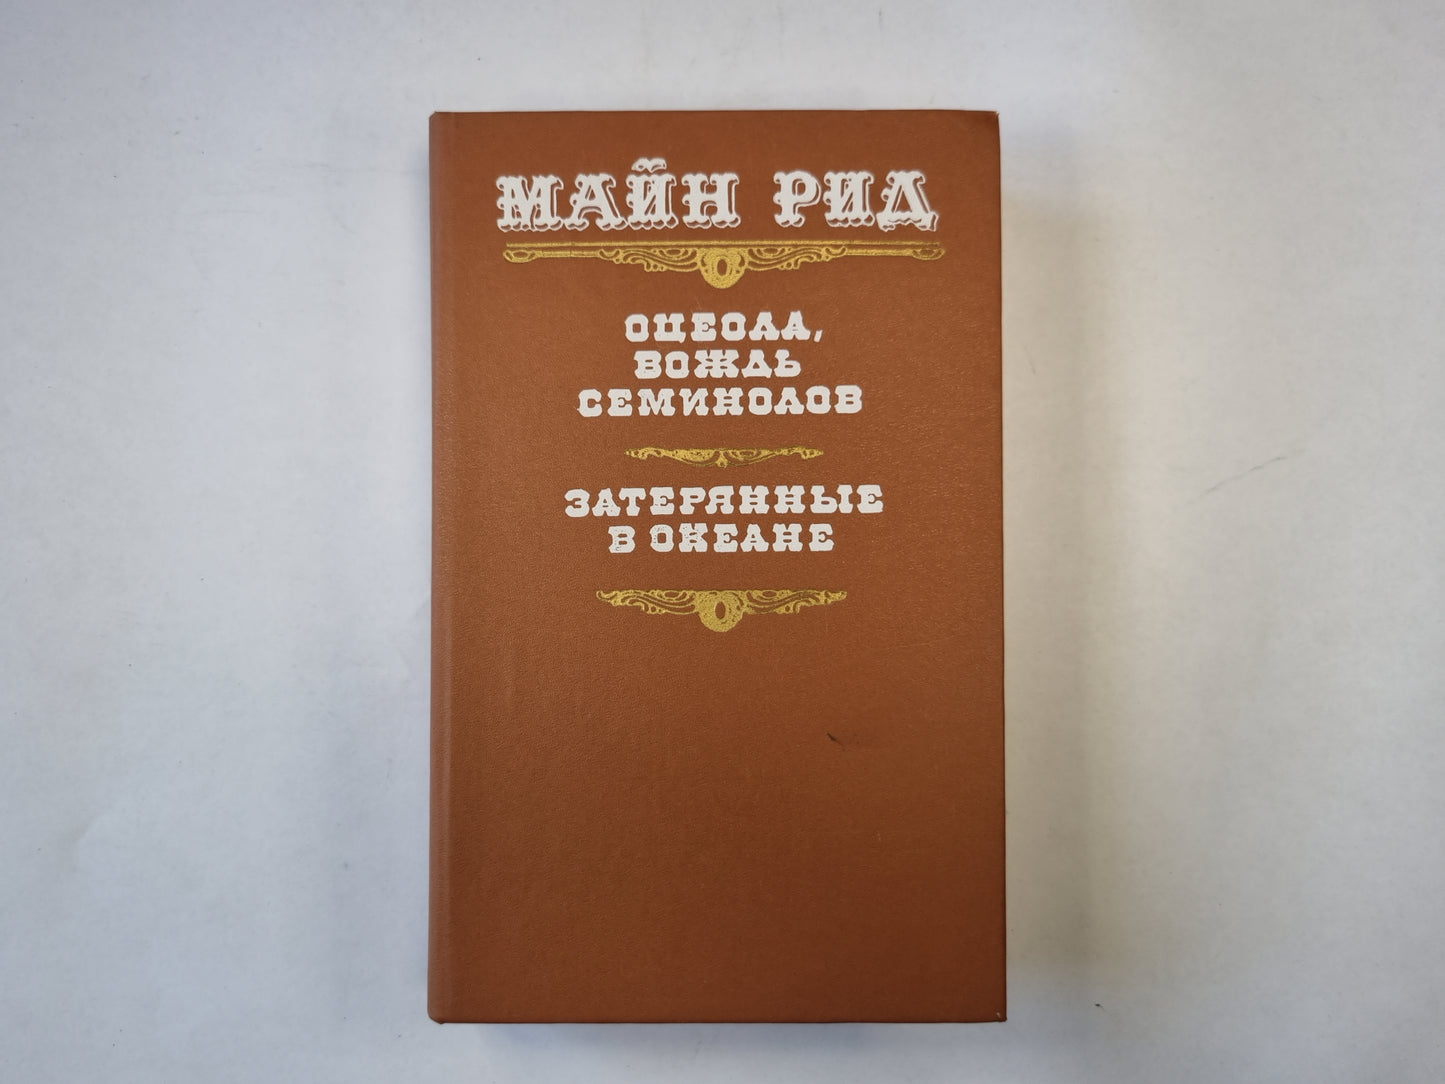 МАЙН РИД
ОЦЕОЛА,
ВОЖДЬ
СЕМИНОЛОВ
ЗАТЕРЯННЫЕ
В ОКЕАНЕ